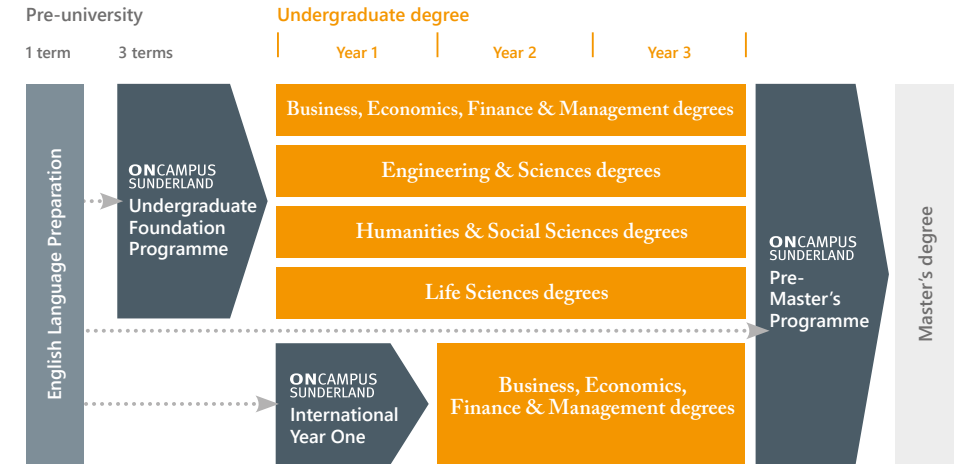 Pre-university
Undergraduate degree
1 term
3 terms
Year 1
Year 2
Year 3
English Language Preparation
ONCAMPUS
SUNDERLAND
Undergraduate
Foundation
Programme
Business, Economics, Finance & Management degrees
Engineering & Sciences degrees
Humanities & Social Sciences degrees
Life Sciences degrees
ONCAMPUS
SUNDERLAND
International
Year One
Business, Economics,
Finance & Management degrees
ONCAMPUS
SUNDERLAND
Pre-
Master's
Programme
Master's degree